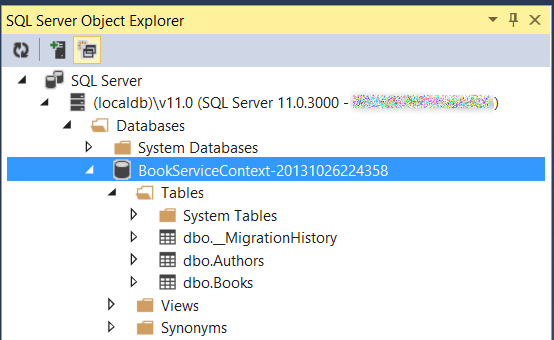 SQL Server Object Explorer
SQL Server
(localdb)\v11.0 (SQL Server 11.0.3000 - )
Databases
System Databases
BookServiceContext-20131026224358
Tables
System Tables
dbo.__MigrationHistory
dbo.Authors
dbo.Books
Views
Synonyms